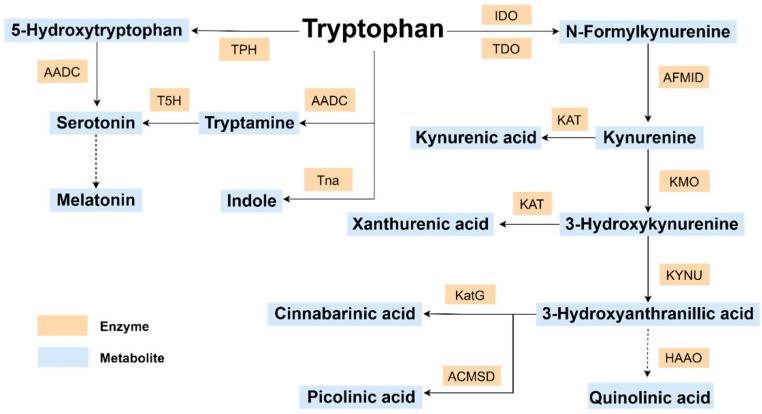 5-Hydroxytryptophan
TPH
Tryptophan
IDO
TDO
N-Formylkynurenine
AADC
T5H
AADC
AFMID
Serotonin
Tryptamine
Kynurenic acid
KAT
Kynurenine
Melatonin
Indole
Tna
KMO
Xanthurenic acid
KAT
3-Hydroxykynurenine
KYNU
Enzyme
Metabolite
Cinnabarinic acid
KatG
3-Hydroxyanthranillic acid
ACMSD
HAAO
Picolinic acid
Quinolinic acid